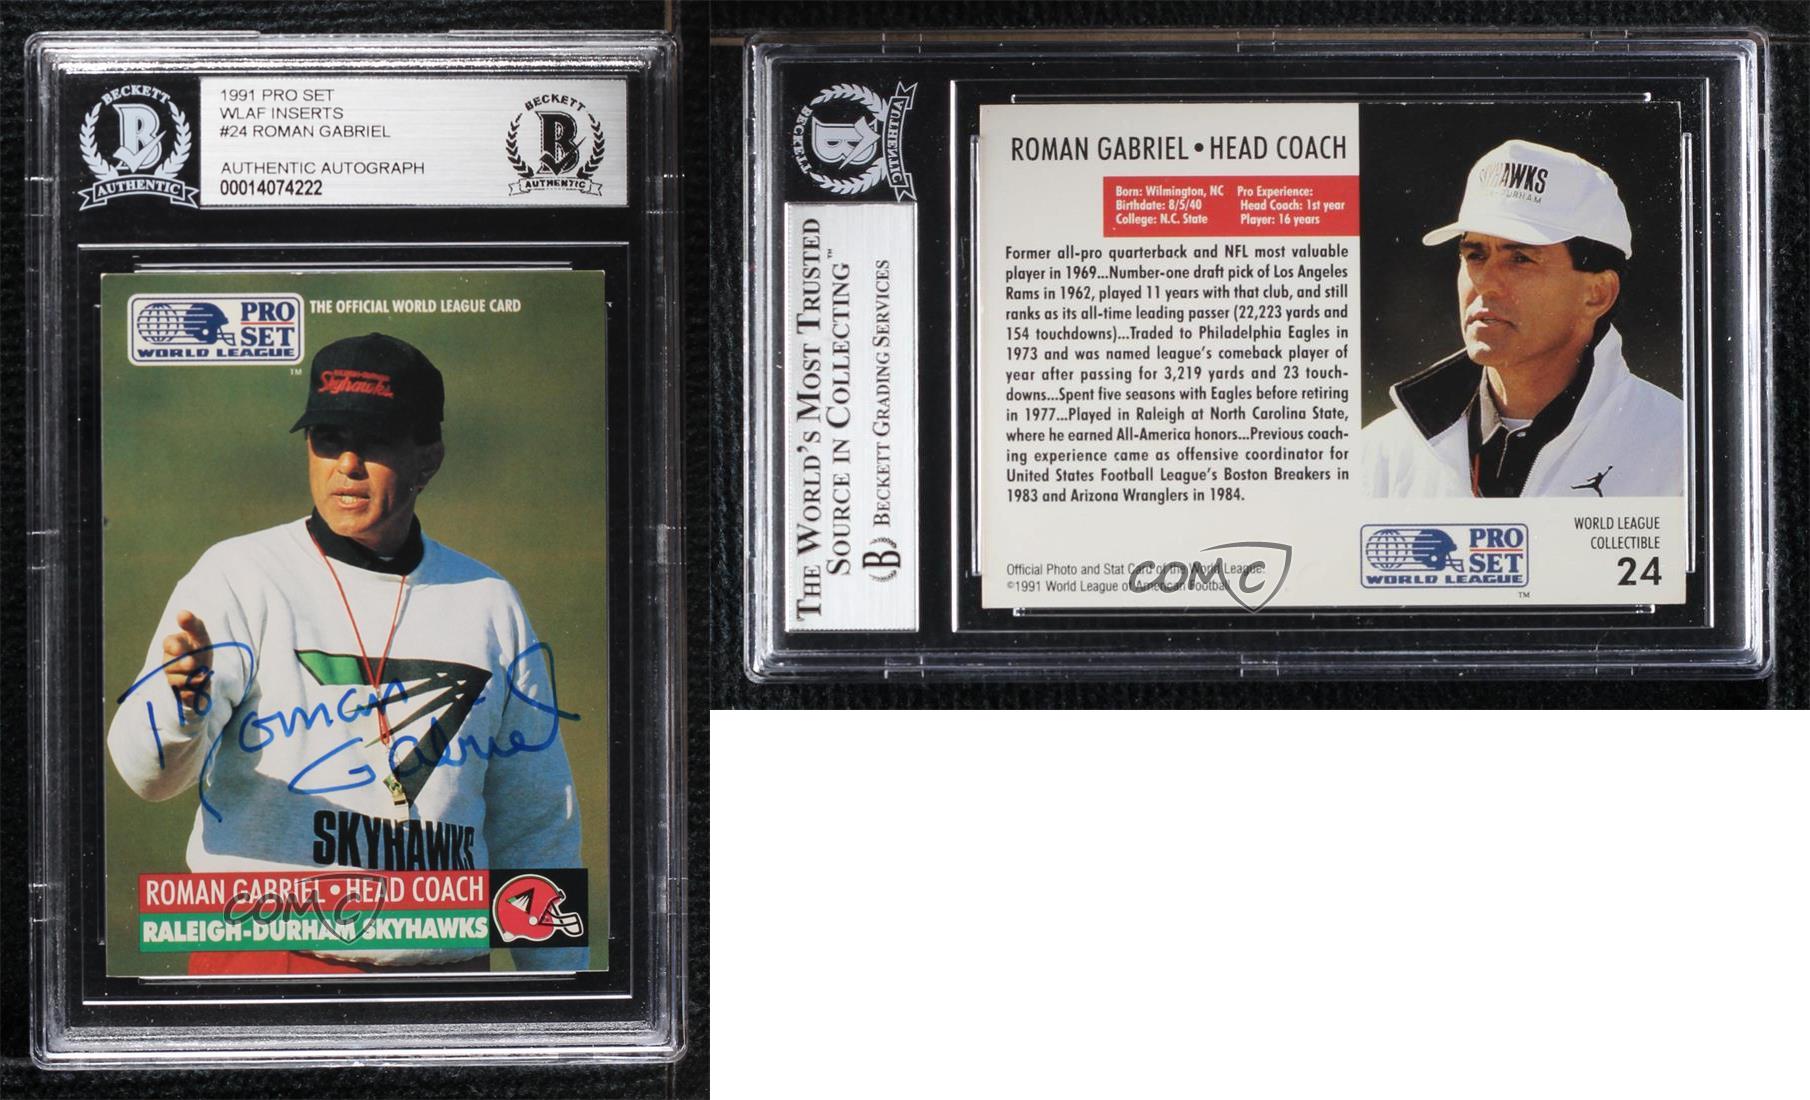 BECKETT
B
AUTHENTIC
1991 PRO SET
WLAF INSERTS
#24 ROMAN GABRIEL
AUTHENTIC AUTOGRAPH
00014074222
BECKETT
B
AUTHENTIC
PRO
SET
WORLD LEAGUE
TM
THE OFFICIAL WORLD LEAGUE CARD
RALEIGH-DURHAM
Skyhawks
18
Roman
Gabriel
SKYHAWKS
ROMAN GABRIEL • HEAD COACH
RALEIGH-DURHAM SKYHAWKS
COMC
BECKETT
B
AUTHENTIC
THE WORLD'S MOST TRUSTED
SOURCE IN COLLECTING™
B BECKETT GRADING SERVICES
ROMAN GABRIEL • HEAD COACH
Born: Wilmington, NC Pro Experience:
Birthdate: 8/5/40 Head Coach: 1st year
College: N.C. State Player: 16 years
Former all-pro quarterback and NFL most valuable
player in 1969...Number-one draft pick of Los Angeles
Rams in 1962, played 11 years with that club, and still
ranks as its all-time leading passer (22,223 yards and
154 touchdowns)...Traded to Philadelphia Eagles in
1973 and was named league's comeback player of
year after passing for 3,219 yards and 23 touch-
downs...Spent five seasons with Eagles before retiring
in 1977...Played in Raleigh at North Carolina State,
where he earned All-America honors...Previous coach-
ing experience came as offensive coordinator for
United States Football League's Boston Breakers in
1983 and Arizona Wranglers in 1984.
SKYHAWKS
DURHAM
Official Photo and Stat Card of the World League.
©1991 World League of American Football
COMC
PRO
SET
WORLD LEAGUE
TM
WORLD LEAGUE
COLLECTIBLE
24